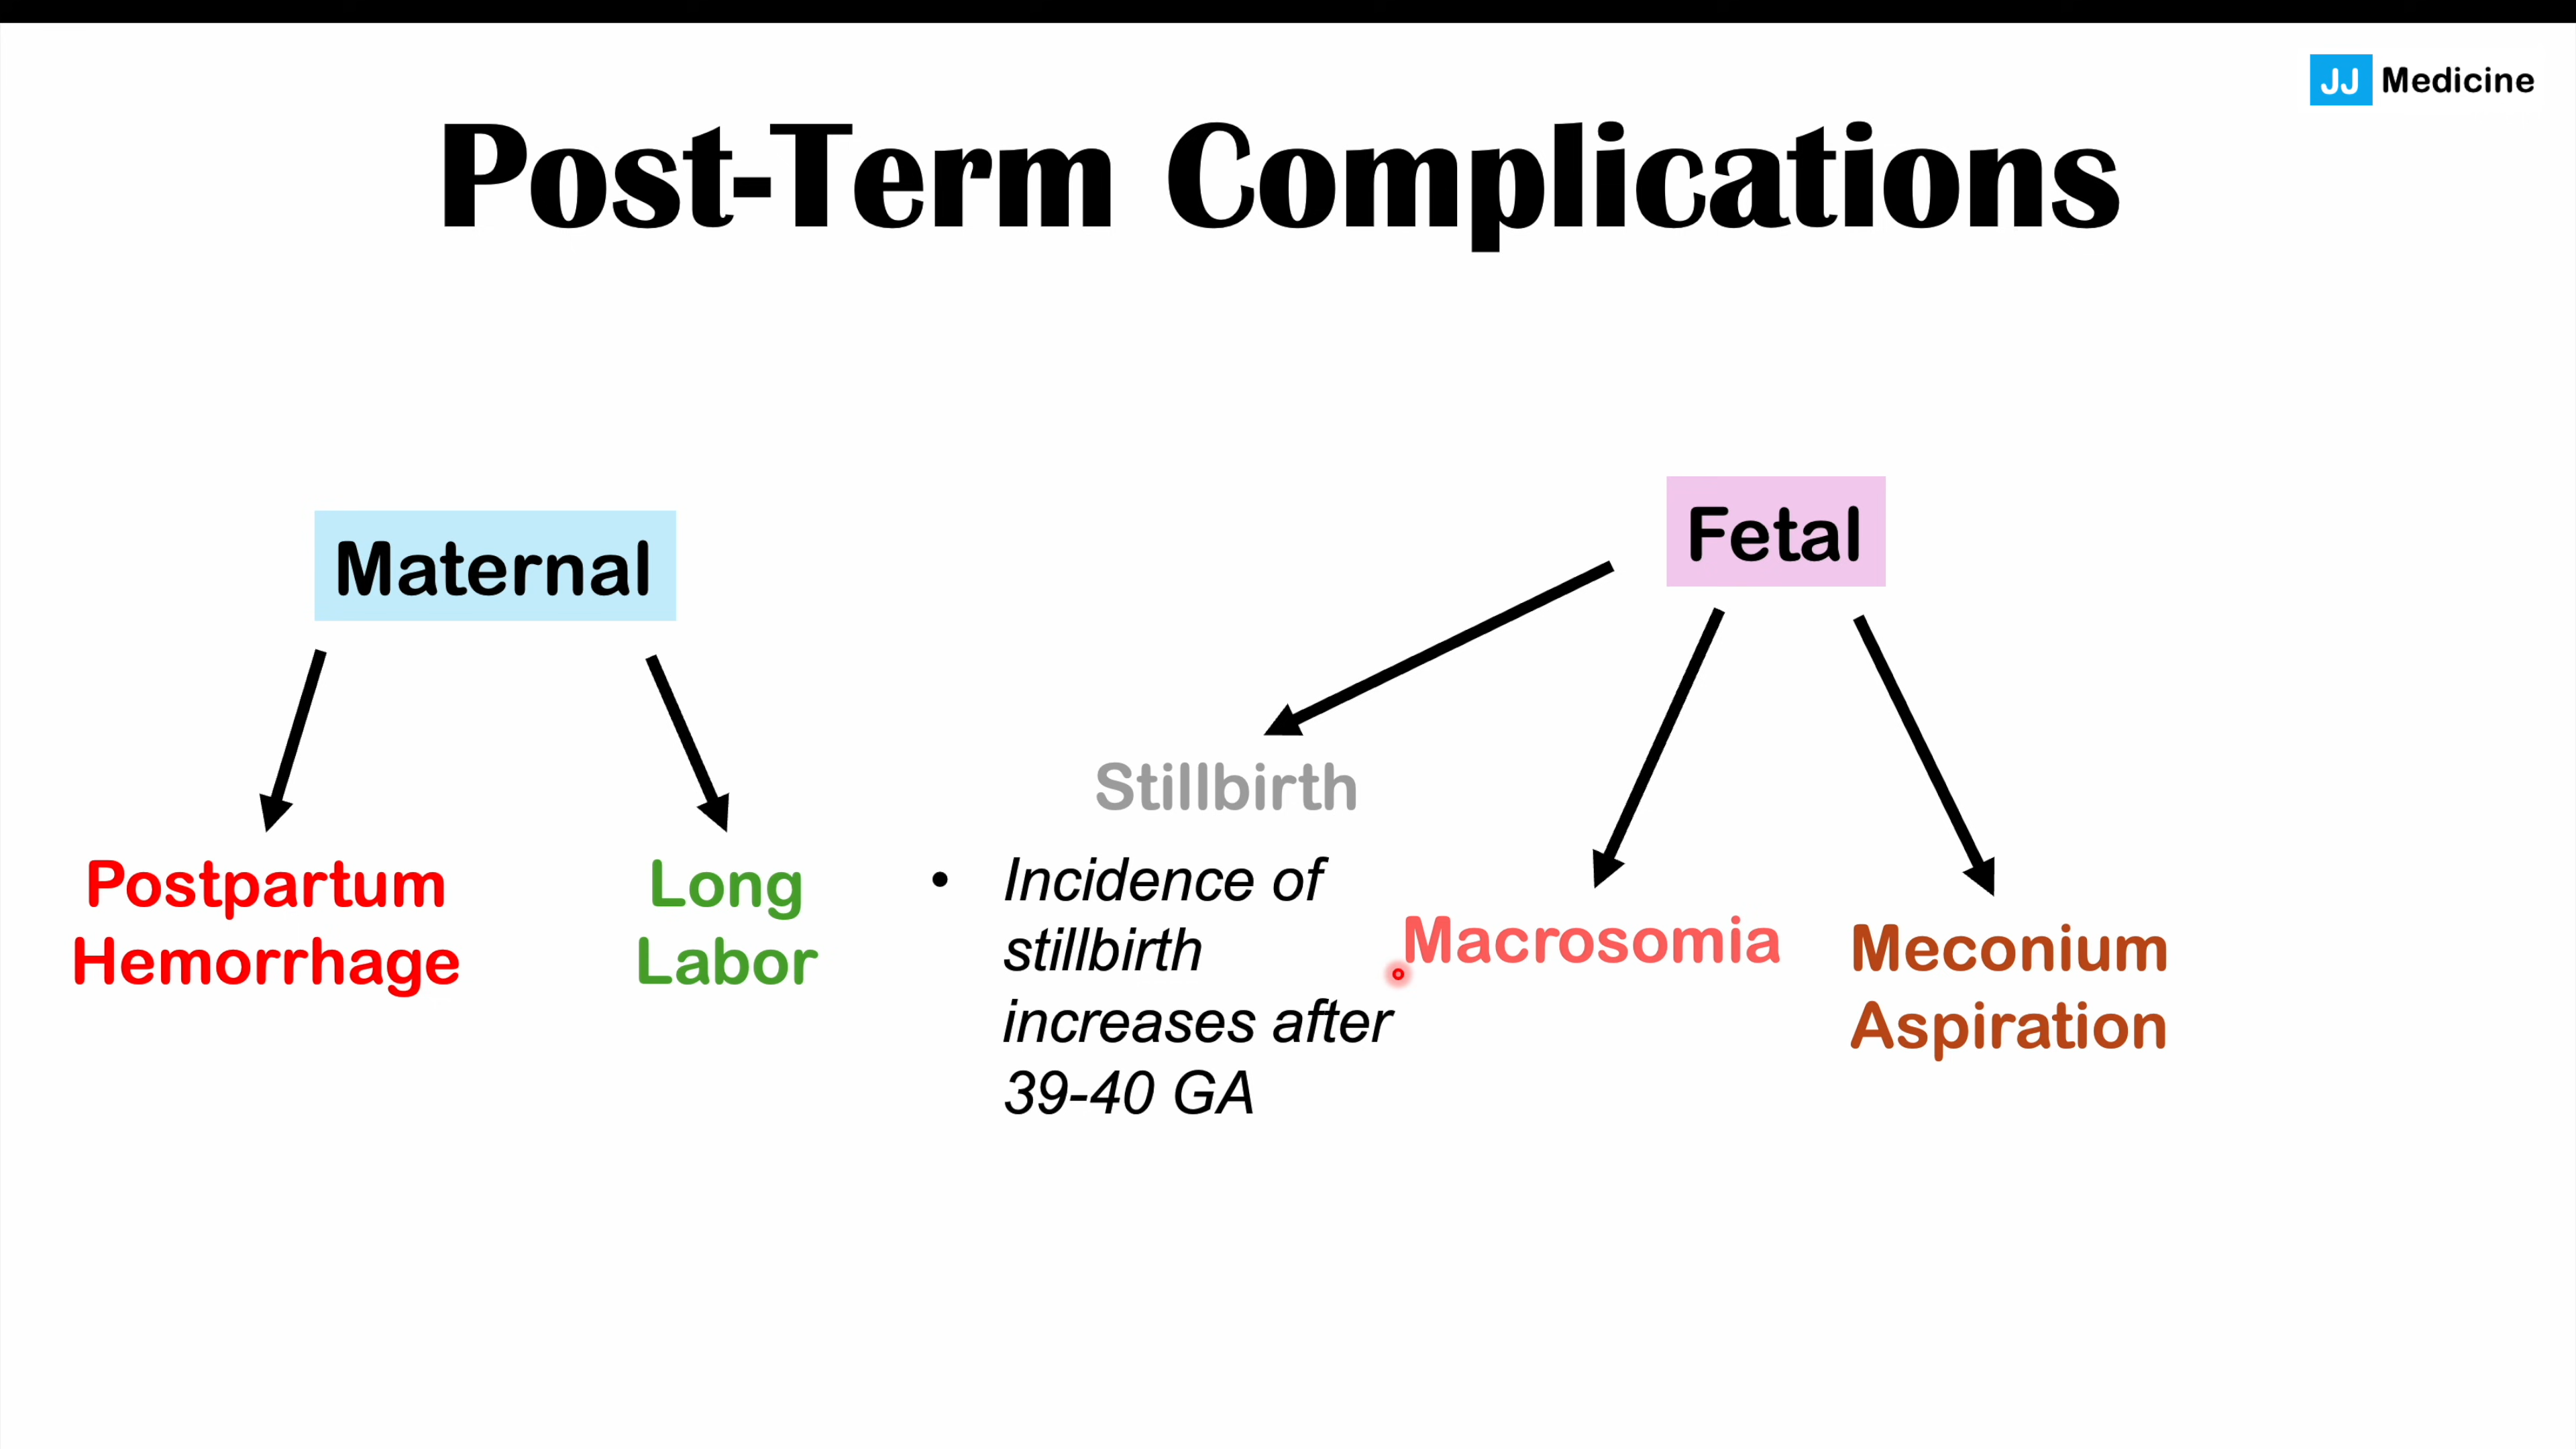 JJ Medicine
Post-Term Complications
Maternal
Postpartum
Hemorrhage
Long
Labor
Fetal
Stillbirth
• Incidence of
stillbirth
increases after
39-40 GA
Macrosomia
Meconium
Aspiration